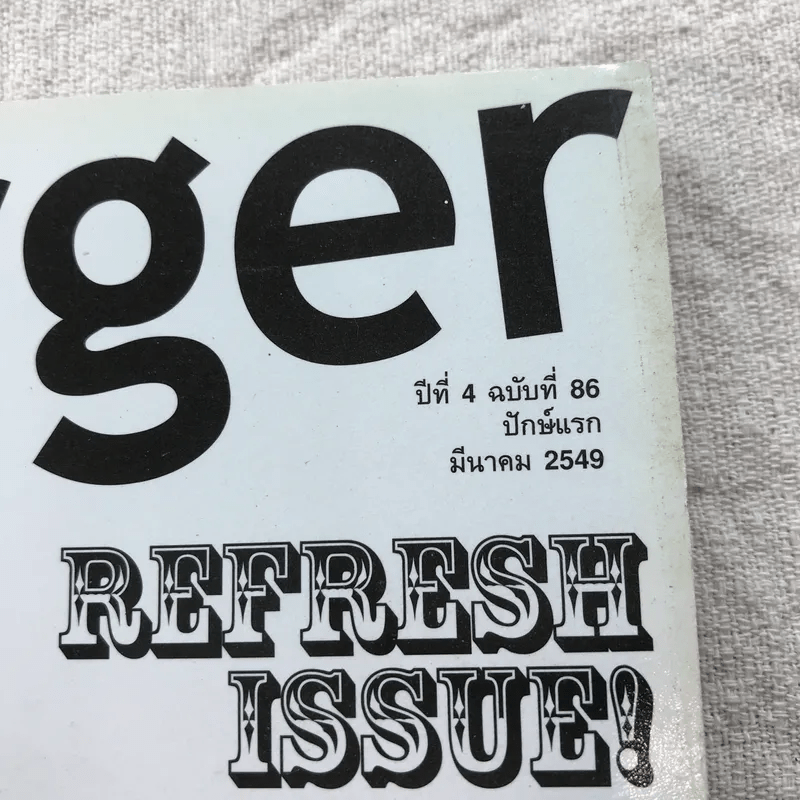 ger
ปีที่ 4 ฉบับที่ 86
ปักษ์แรก
มีนาคม 2549
REFRESH
ISSUE!